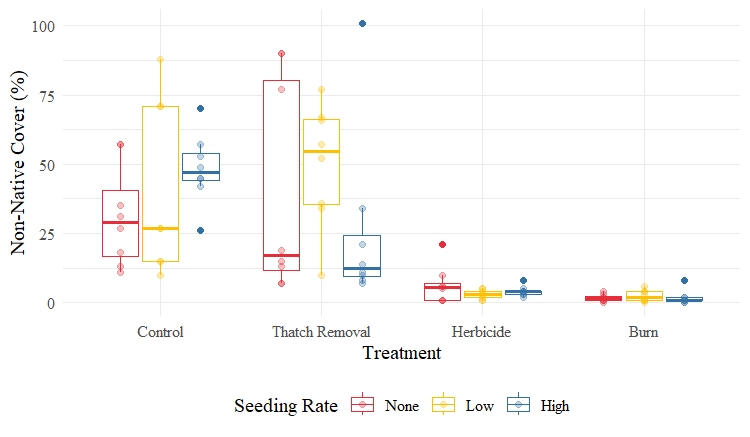 Non-Native Cover (%)
100
75
50
25
0
Control Thatch Removal Herbicide Burn
Treatment
Seeding Rate None Low High